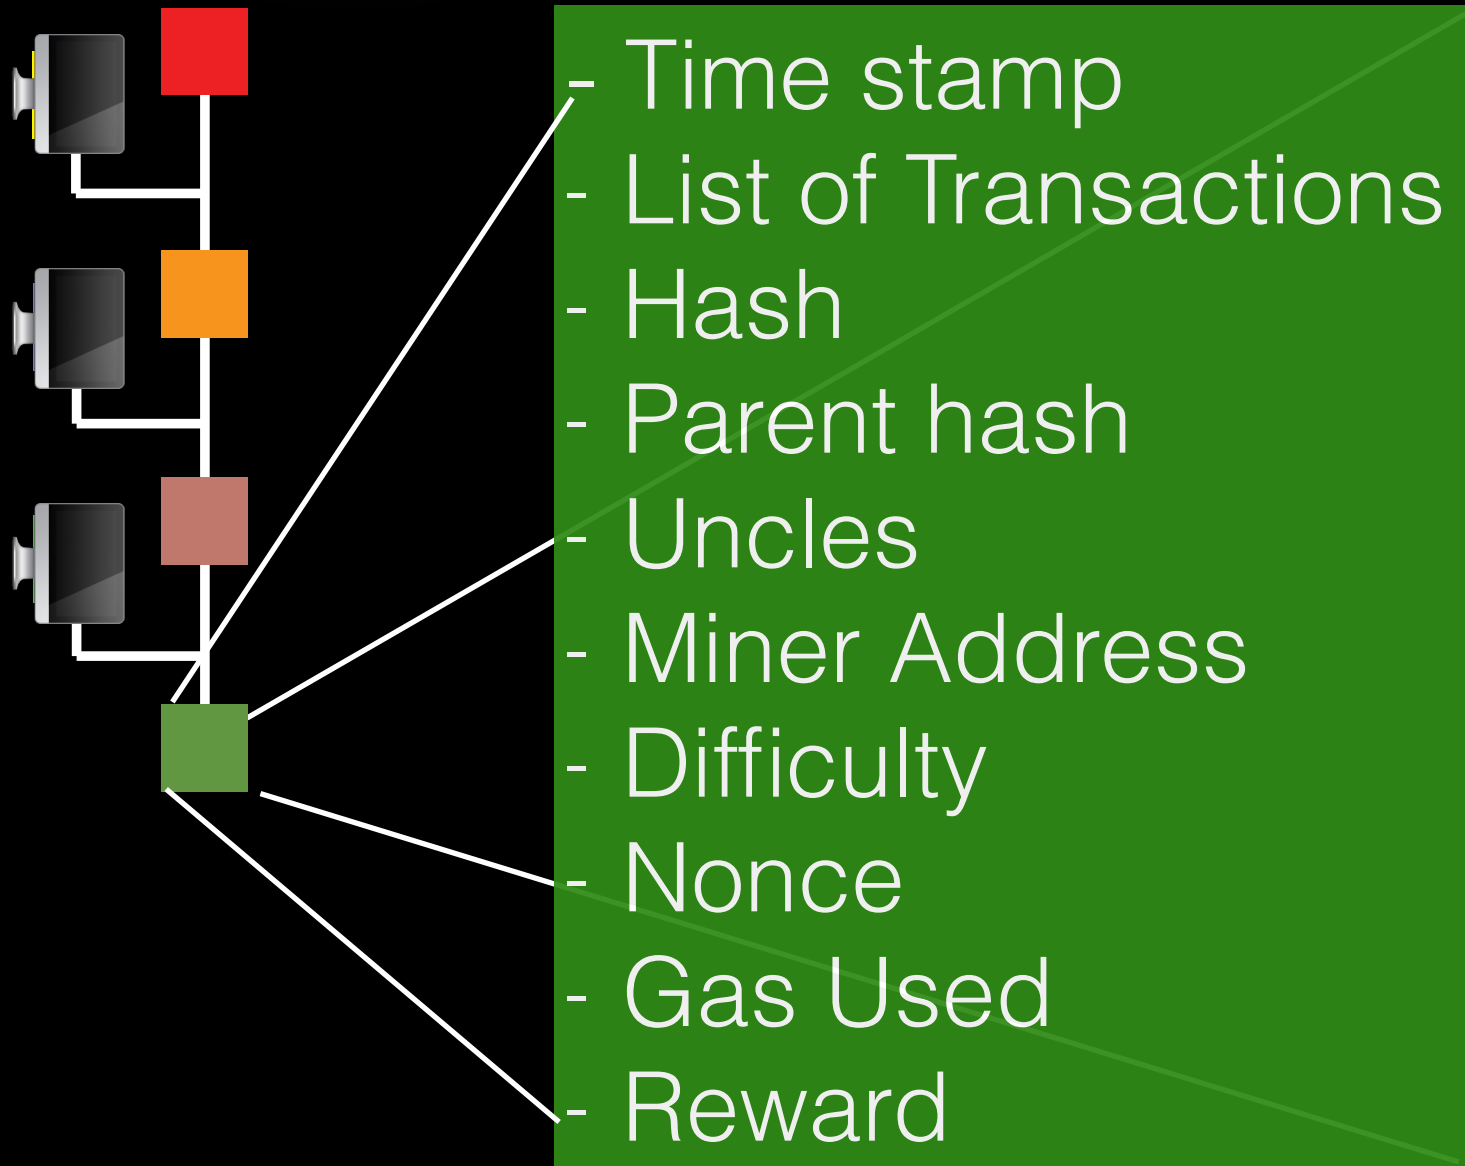 - Time stamp
- List of Transactions
- Hash
- Parent hash
- Uncles
- Miner Address
- Difficulty
- Nonce
- Gas Used
- Reward